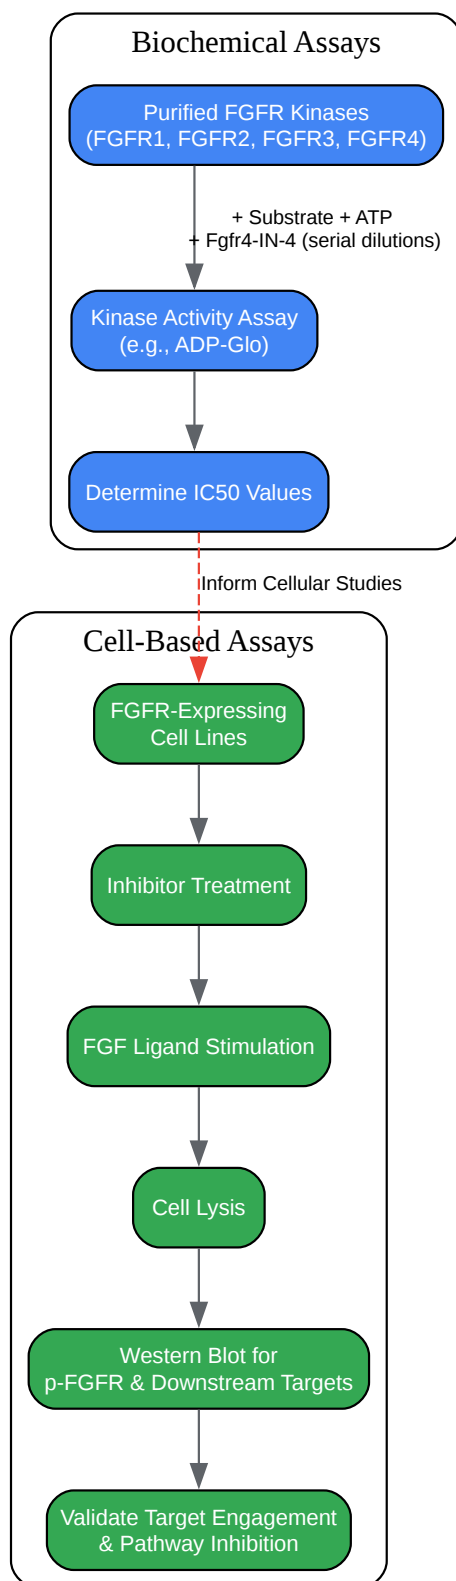 Biochemical Assays
Purified FGFR Kinases
(FGFR1, FGFR2, FGFR3, FGFR4)
+ Substrate + ATP
+ Fgfr4-IN-4 (serial dilutions)
Kinase Activity Assay
(e.g., ADP-Glo)
Determine IC50 Values
Inform Cellular Studies
Cell-Based Assays
FGFR-Expressing
Cell Lines
Inhibitor Treatment
FGF Ligand Stimulation
Cell Lysis
Western Blot for
p-FGFR & Downstream Targets
Validate Target Engagement
& Pathway Inhibition